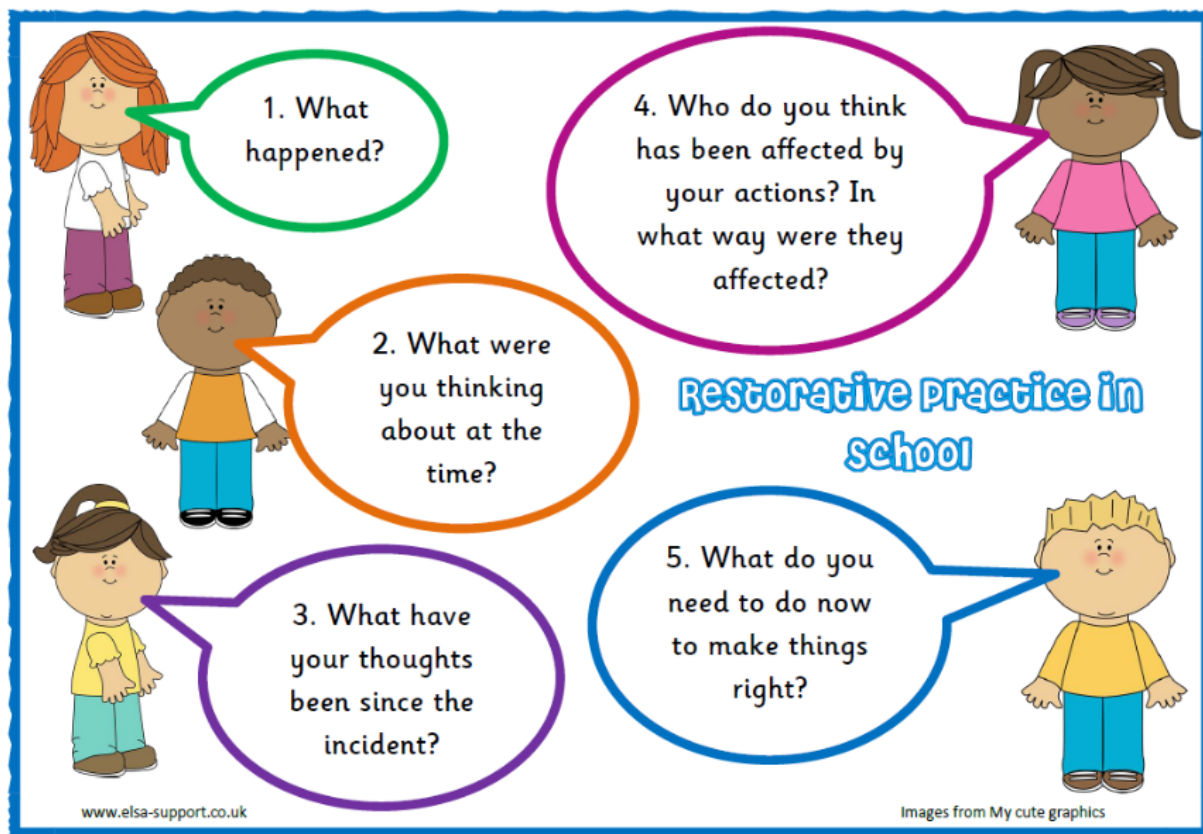 1. What
happened?
2. What were
you thinking
about at the
time?
3. What have
your thoughts
been since the
incident?
4. Who do you think
has been affected by
your actions? In
what way were they
affected?
Restorative Practice in
School
5. What do you
need to do now
to make things
right?
www.elsa-support.co.uk
Images from My cute graphics